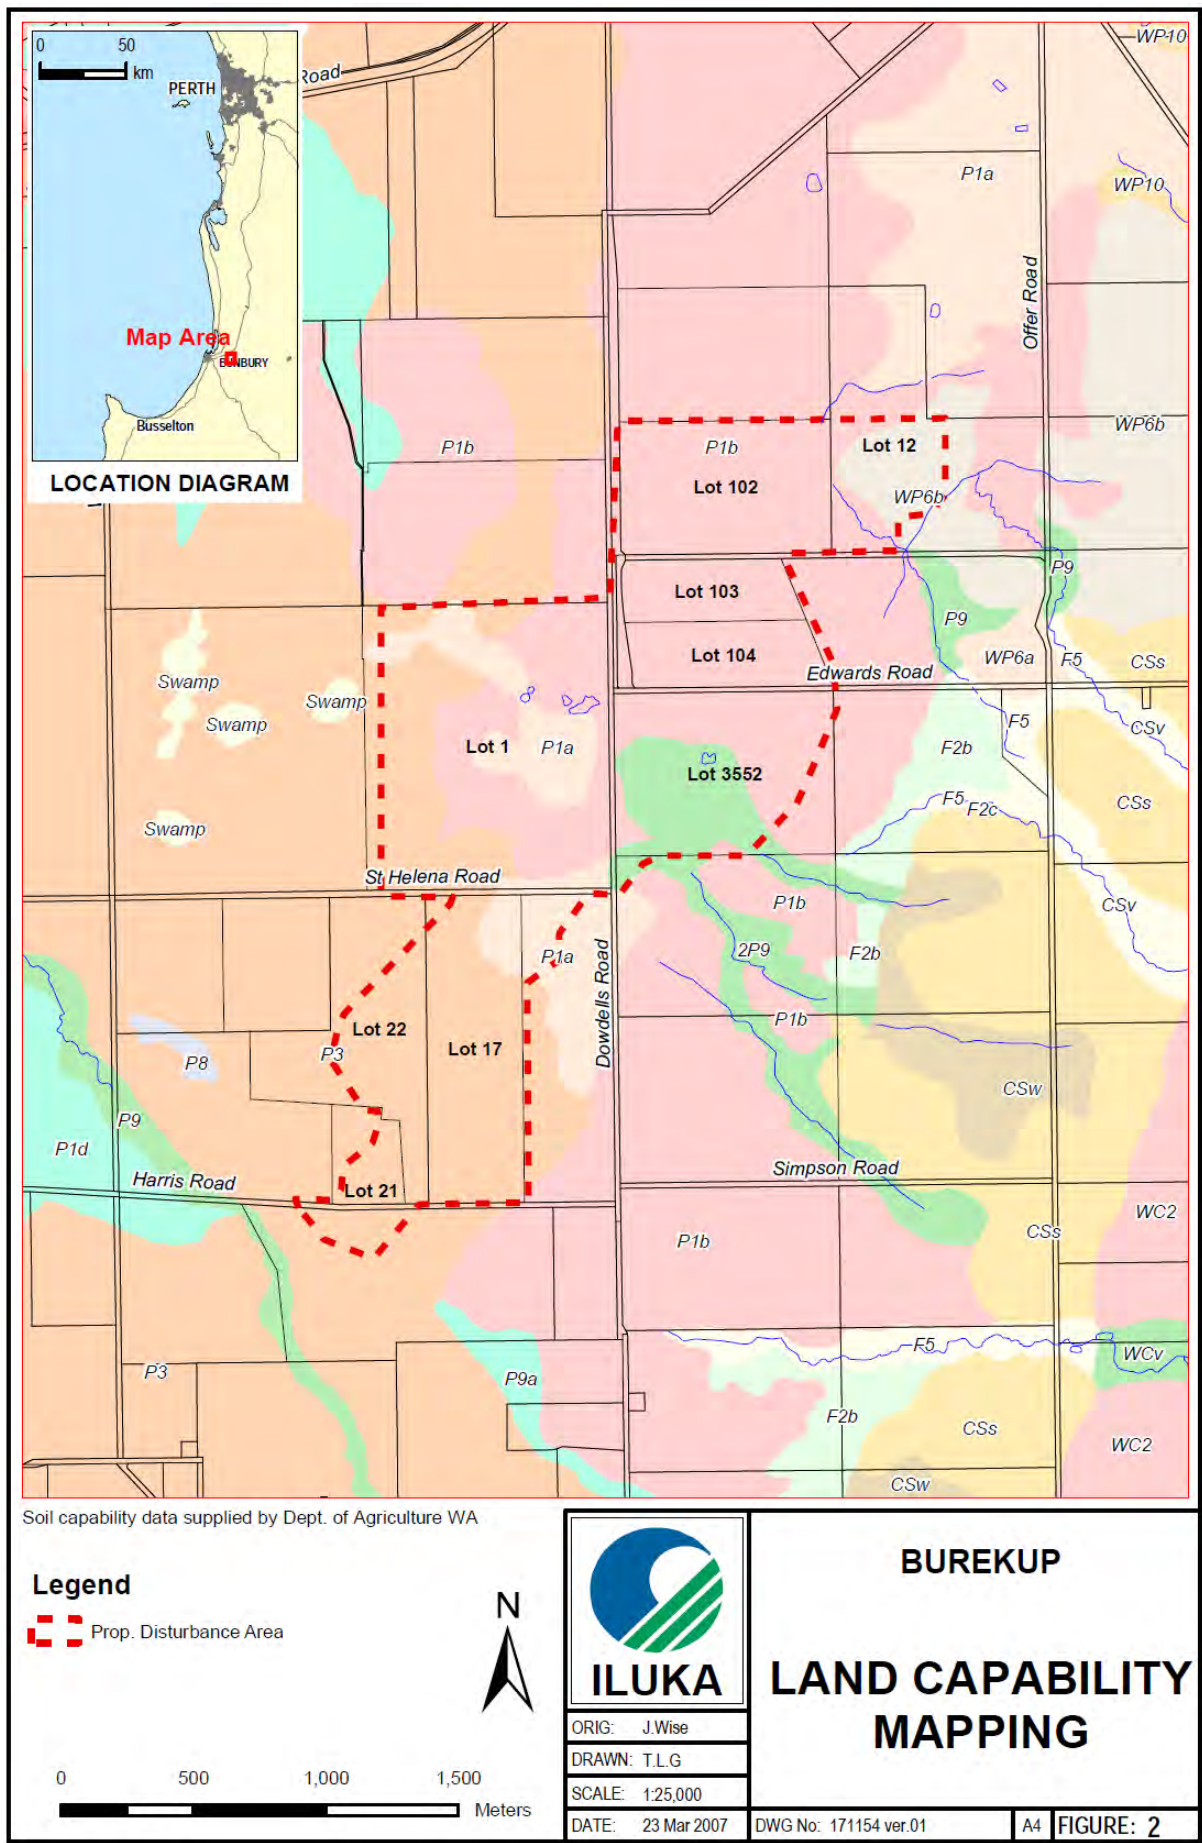 0 50
km
PERTH
Map Area
BUNBURY
Busselton
LOCATION DIAGRAM
Road
WP10
P1a
WP10
Offer Road
P1b
P1b
Lot 12
WP6b
Lot 102
WP6b
P9
Lot 103
P9
Lot 104
WP6a
F5
CSs
Edwards Road
Swamp
Swamp
Swamp
F5
CSv
Lot 1
P1a
F2b
Lot 3552
F5
F2c
CSs
Swamp
St Helena Road
P1b
CSv
P1a
2P9
F2b
Dowdells Road
Lot 22
P1b
P3
Lot 17
P8
CSw
P9
P1d
Simpson Road
Harris Road
Lot 21
WC2
P1b
CSs
F5
WCv
P3
P9a
F2b
CSs
WC2
CSw
Soil capability data supplied by Dept. of Agriculture WA
Legend
Prop. Disturbance Area
N
0 500 1,000 1,500
Meters
ILUKA
ORIG: J.Wise
DRAWN: T.L.G
SCALE: 1:25,000
DATE: 23 Mar 2007
BUREKUP
LAND CAPABILITY
MAPPING
DWG No: 171154 ver.01
A4
FIGURE: 2